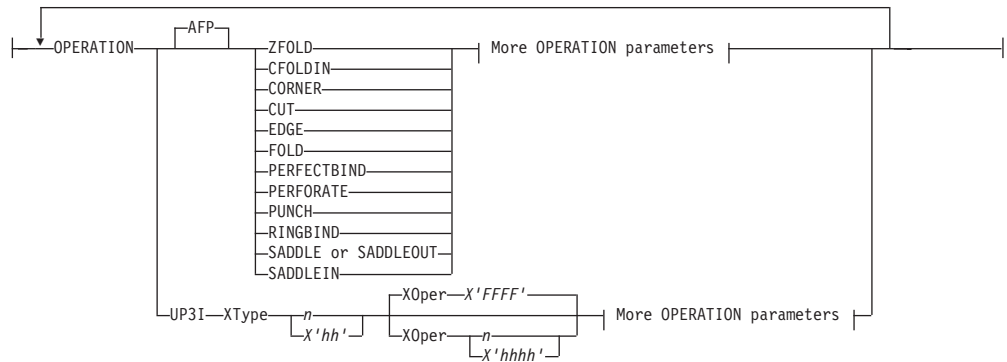 AFP
OPERATION ZFOLD More OPERATION parameters
CFOLDIN
CORNER
CUT
EDGE
FOLD
PERFECTBIND
PERFORATE
PUNCH
RINGBIND
SADDLE or SADDLEOUT
SADDLEIN
XOper X'FFFF'
UP3I XType n More OPERATION parameters
X'hh' XOper n
X'hhhh'